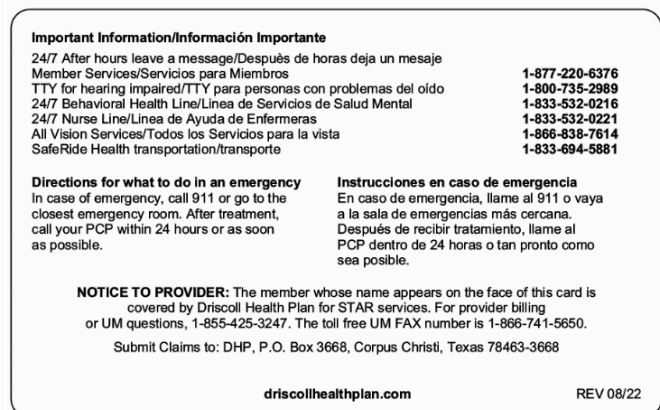 Important Information/Información Importante
24/7 After hours leave a message/Despuès de horas deja un mesaje
Member Services/Servicios para Miembros 1-877-220-6376
TTY for hearing impaired/TTY para personas con problemas del oído 1-800-735-2989
24/7 Behavioral Health Line/Linea de Servicios de Salud Mental 1-833-532-0216
24/7 Nurse Line/Linea de Ayuda de Enfermeras 1-833-532-0221
All Vision Services/Todos los Servicios para la vista 1-866-838-7614
SafeRide Health transportation/transporte 1-833-694-5881
Directions for what to do in an emergency
In case of emergency, call 911 or go to the
closest emergency room. After treatment,
call your PCP within 24 hours or as soon
as possible.
Instrucciones en caso de emergencia
En caso de emergencia, llame al 911 o vaya
a la sala de emergencias más cercana.
Después de recibir tratamiento, llame al
PCP dentro de 24 horas o tan pronto como
sea posible.
NOTICE TO PROVIDER: The member whose name appears on the face of this card is
covered by Driscoll Health Plan for STAR services. For provider billing
or UM questions, 1-855-425-3247. The toll free UM FAX number is 1-866-741-5650.
Submit Claims to: DHP, P.O. Box 3668, Corpus Christi, Texas 78463-3668
driscollhealthplan.com REV 08/22